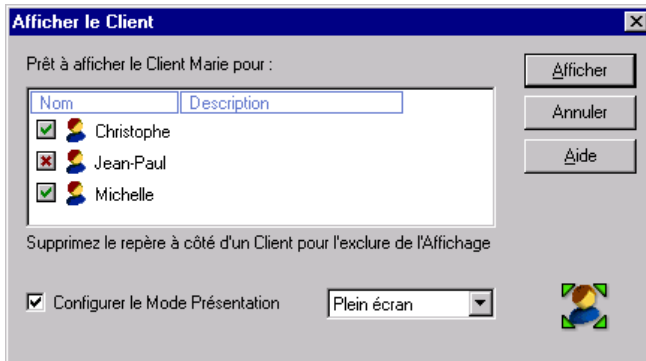 Afficher le Client
Prêt à afficher le Client Marie pour :
Afficher
Nom Description
Annuler
Christophe
Aide
Jean-Paul
Michelle
Supprimez le repère à côté d'un Client pour l'exclure de l'Affichage
Configurer le Mode Présentation Plein écran